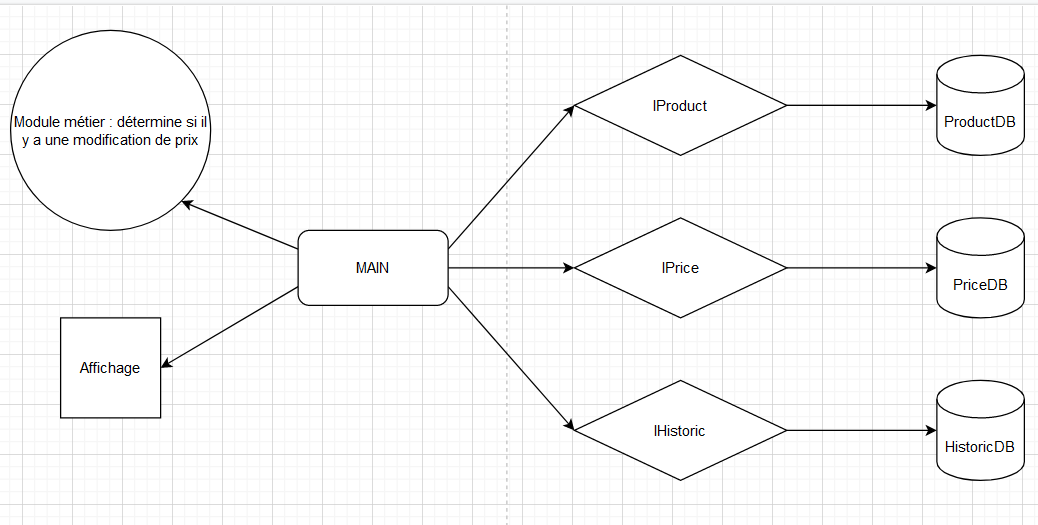 Module métier : détermine si il
y a une modification de prix
MAIN
Affichage
IProduct
ProductDB
IPrice
PriceDB
IHistoric
HistoricDB